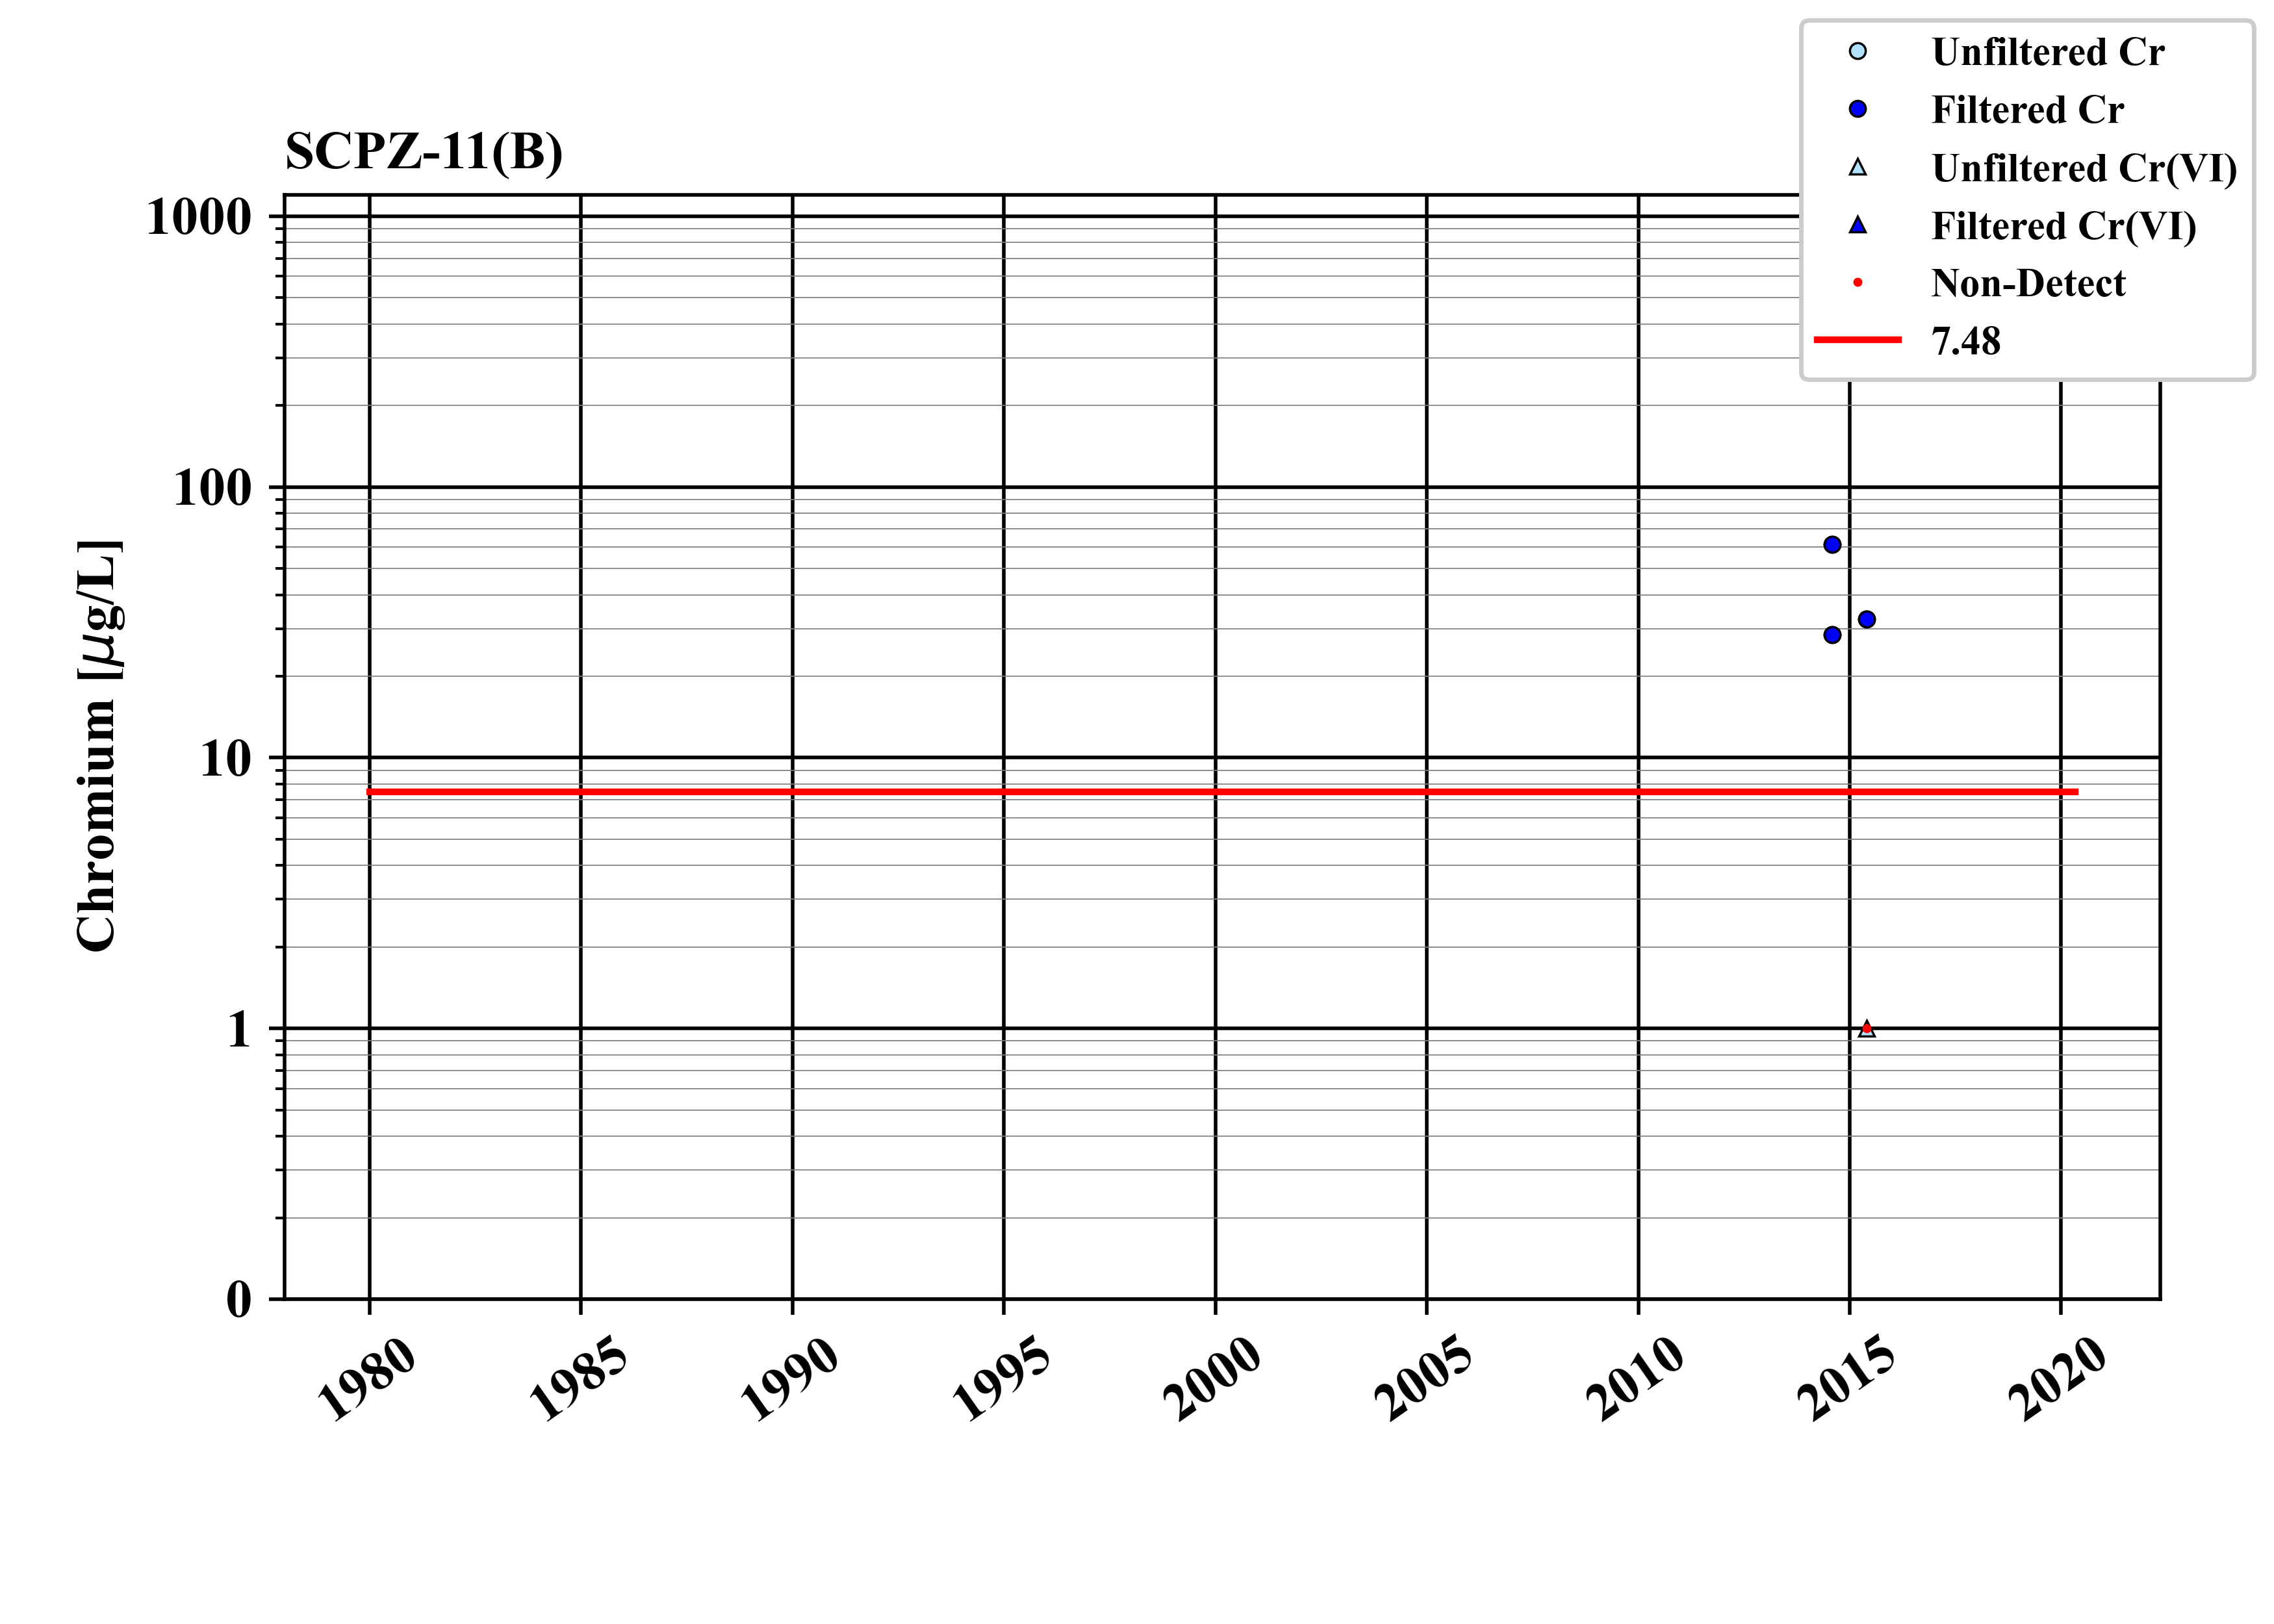 Unfiltered Cr
Filtered Cr
Unfiltered Cr(VI)
Filtered Cr(VI)
Non-Detect
7.48
SCPZ-11(B)
Chromium [μg/L]
1000
100
10
1
0
1980
1985
1990
1995
2000
2005
2010
2015
2020